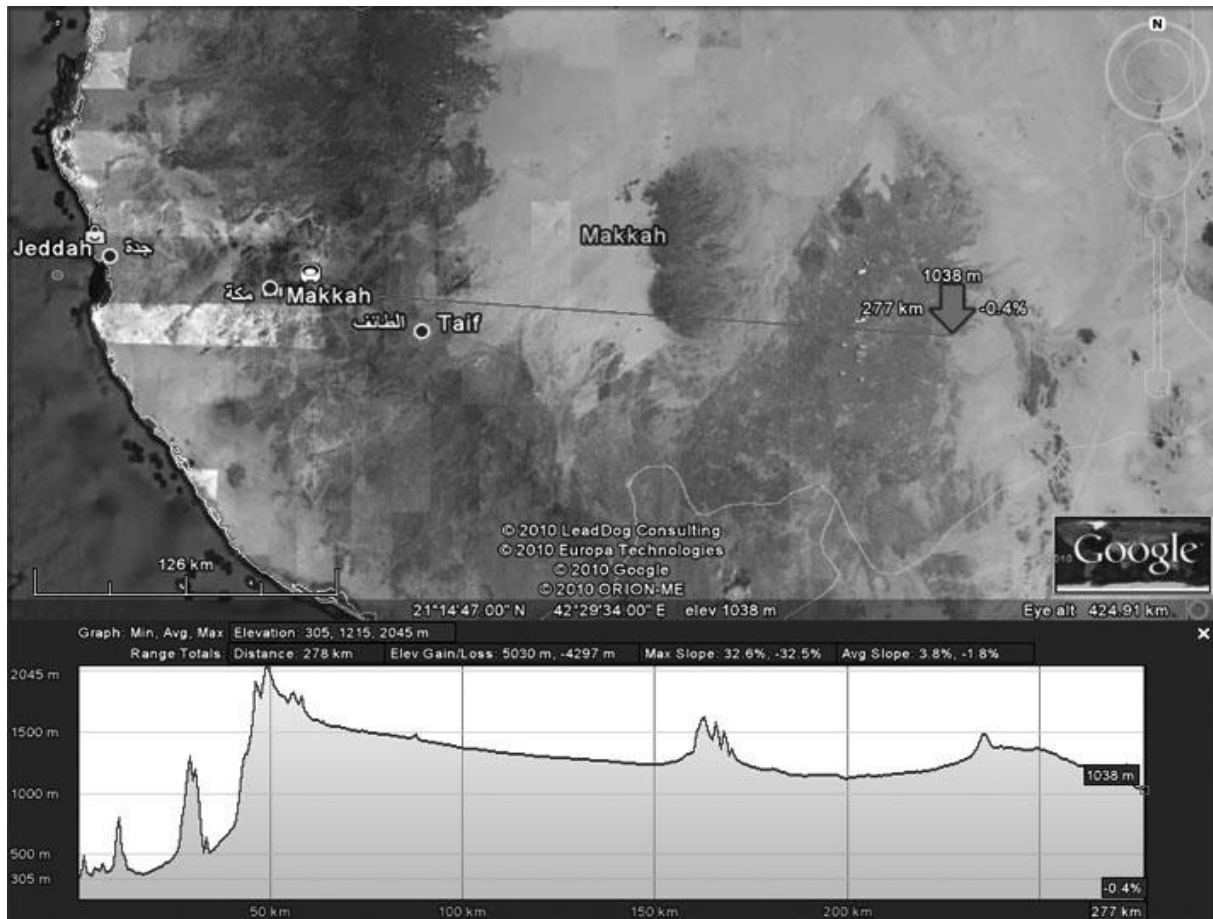 N
Jeddah جدة
Makkah
مكة Makkah
الطائف Taif
1038 m
277 km -0.4%
© 2010 LeadDog Consulting
© 2010 Europa Technologies
© 2010 Google
© 2010 ORION-ME
Google
126 km
21°14'47.00" N 42°29'34.00" E elev 1038 m Eye alt 424.91 km
Graph: Min, Avg, Max Elevation: 305, 1215, 2045 m
Range Totals: Distance: 278 km Elev Gain/Loss: 5030 m, -4297 m Max Slope: 32.6%, -32.5% Avg Slope: 3.8%, -1.8%
2045 m
1500 m
1000 m
500 m
305 m
1038 m
-0.4%
50 km 100 km 150 km 200 km 277 km